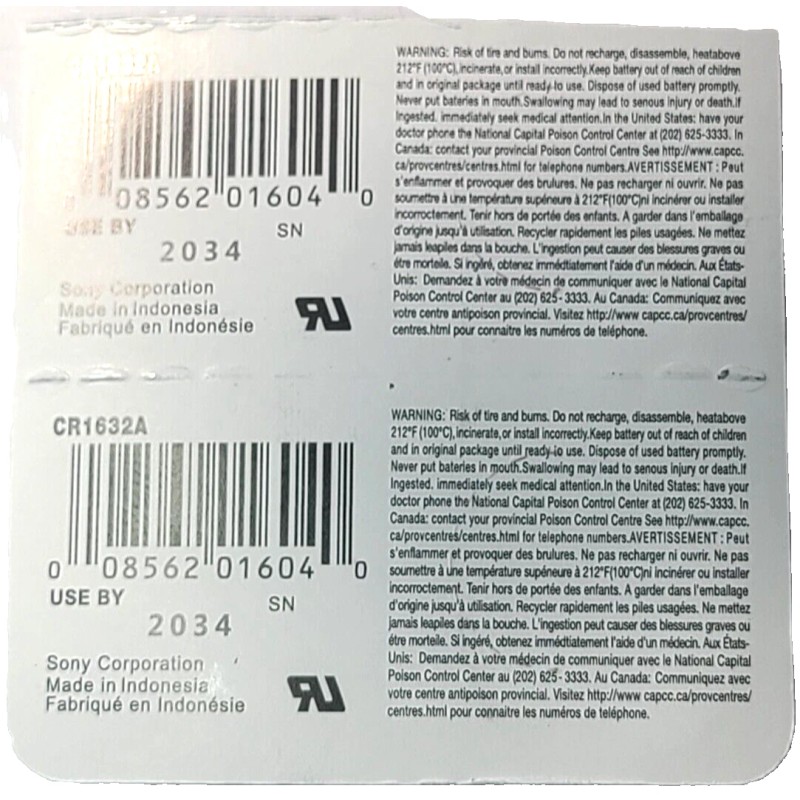 WARNING: Risk of tire and bums. Do not recharge, disassemble, heatabove
212°F (100°C), incinerate, or install incorrectly.Keep battery out of reach of children
and in original package until ready-io use. Dispose of used battery promptly.
Never put bateries in mouth.Swallowing may lead to senous injury or death.If
Ingested. immediately seek medical attention.In the United States: have your
doctor phone the National Capital Poison Control Center at (202) 625-3333. In
Canada: contact your provincial Poison Control Centre See http://www.capcc.
ca/provcentres/centres.html for telephone numbers.AVERTISSEMENT : Peut
s'enflammer et provoquer des brulures. Ne pas recharger ni ouvrir. Ne pas
soumettre à une température supéneure à 212°F(100°C)ni incinérer ou installer
incorroctement. Tenir hors de portée des enfants. A garder dans l'emballage
d'origine jusqu'à utilisation. Recycler rapidement les piles usagées. Ne mettez
jamais leapiles dans la bouche. L'ingestion peut causer des blessures graves ou
étre morteile. Si ingéré, obtenez immédtiatement l'aide d'un médecin. Aux États-
Unis: Demandez à votre médecin de communiquer avec le National Capital
Poison Control Center au (202) 625- 3333. Au Canada: Communiquez avec
votre centre antipoison provincial. Visitez http://www capcc.ca/provcentres/
centres.html pour connaitre les numéros de téléphone.
08562 01604 0
USE BY SN
2034
Sony Corporation
Made in Indonesia
Fabriqué en Indonésie
RU
CR1632A
0 08562 01604 0
USE BY SN
2034
Sony Corporation
Made in Indonesia
Fabriqué en Indonésie
RU
WARNING: Risk of tire and bums. Do not recharge, disassemble, heatabove
212°F (100°C), incinerate, or install incorrectly.Keep battery out of reach of children
and in original package until ready-io use. Dispose of used battery promptly.
Never put bateries in mouth.Swallowing may lead to senous injury or death.If
Ingested. immediately seek medical attention.In the United States: have your
doctor phone the National Capital Poison Control Center at (202) 625-3333. In
Canada: contact your provincial Poison Control Centre See http://www.capcc.
ca/provcentres/centres.html for telephone numbers.AVERTISSEMENT : Peut
s'enflammer et provoquer des brulures. Ne pas recharger ni ouvrir. Ne pas
soumettre à une température supéneure à 212°F(100°C)ni incinérer ou installer
incorroctement. Tenir hors de portée des enfants. A garder dans l'emballage
d'origine jusqu'à utilisation. Recycler rapidement les piles usagées. Ne mettez
jamais leapiles dans la bouche. L'ingestion peut causer des blessures graves ou
étre morteile. Si ingéré, obtenez immédtiatement l'aide d'un médecin. Aux États-
Unis: Demandez à votre médecin de communiquer avec le National Capital
Poison Control Center au (202) 625- 3333. Au Canada: Communiquez avec
votre centre antipoison provincial. Visitez http://www capcc.ca/provcentres/
centres.html pour connaitre les numéros de téléphone.